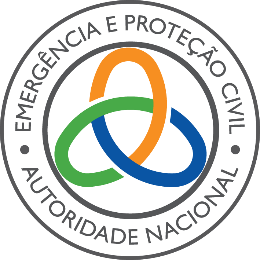 EMERGÊNCIA E PROTEÇÃO CIVIL
AUTORIDADE NACIONAL